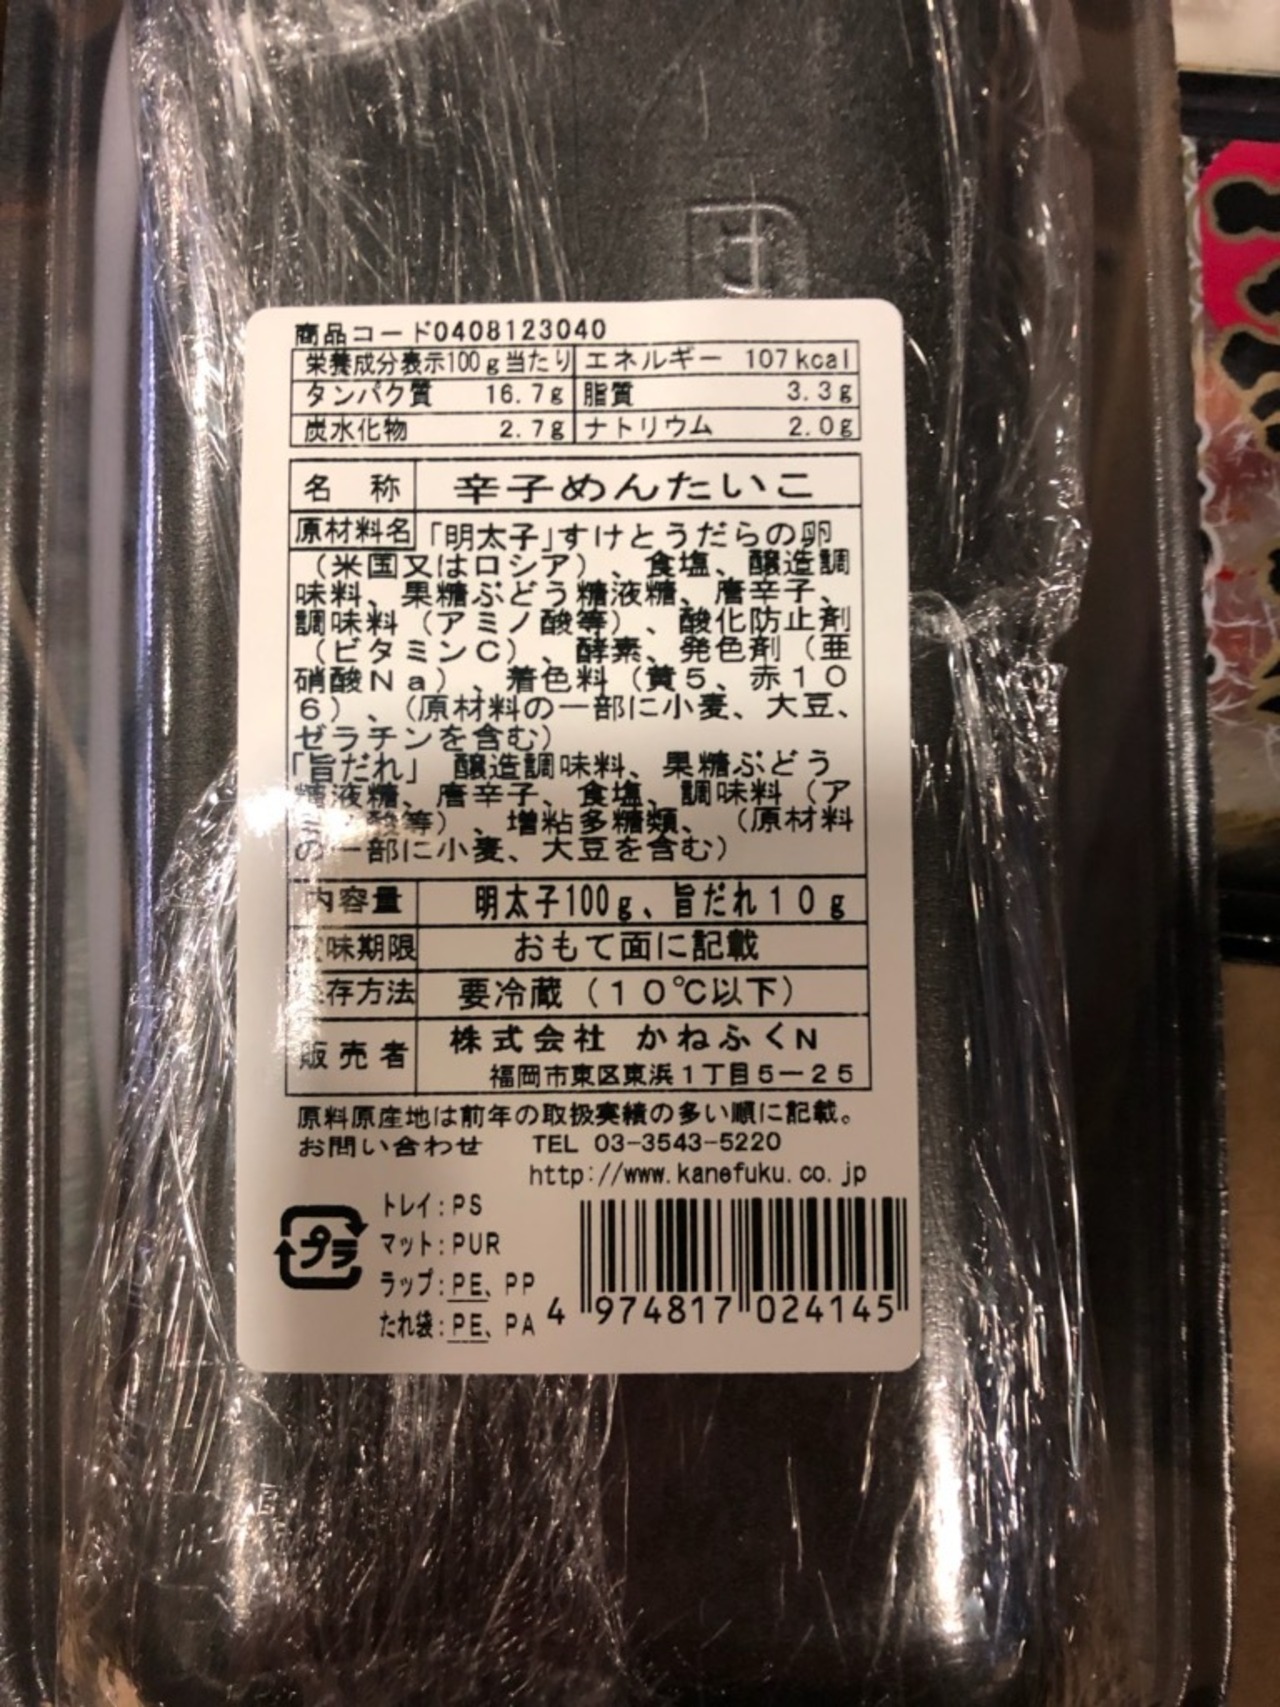 商品コード0408123040
栄養成分表示100g当たり エネルギー 107kcal
タンパク質 16.7g 脂質 3.3g
炭水化物 2.7g ナトリウム 2.0g
名 称 辛子めんたいこ
原材料名 「明太子」すけとうだらの卵
（米国又はロシア）、食塩、醸造調
味料、果糖ぶどう糖液糖、唐辛子、
調味料（アミノ酸等）、酸化防止剤
（ビタミンC）、酵素、発色剤（亜
硝酸Na）、着色料（黄5、赤10
6）、（原材料の一部に小麦、大豆、
ゼラチンを含む）
「旨だれ」 醸造調味料、果糖ぶどう
糖液糖、唐辛子、食塩、調味料（ア
ミノ酸等）、増粘多糖類、（原材料
の一部に小麦、大豆を含む）
内容量 明太子100g、旨だれ10g
賞味期限 おもて面に記載
保存方法 要冷蔵（10℃以下）
販売者 株式会社 かねふくN
福岡市東区東浜1丁目5－25
原料原産地は前年の取扱実績の多い順に記載。
お問い合わせ TEL 03-3543-5220
http://www.kanefuku.co.jp
プラ
トレイ:PS
マット:PUR
ラップ:PE、PP
たれ袋:PE、PA
4 974817 024145